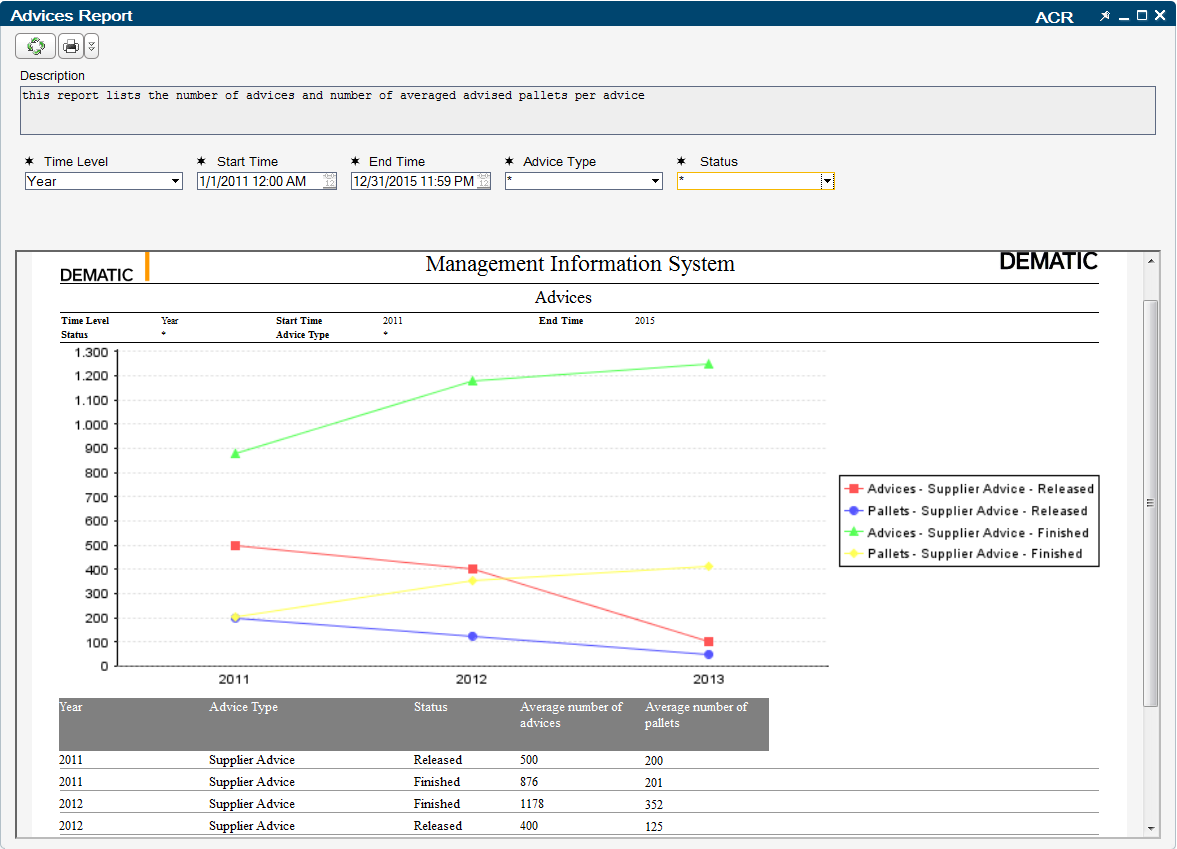 Advices Report
ACR
Description
this report lists the number of advices and number of averaged advised pallets per advice
* Time Level * Start Time * End Time * Advice Type * Status
Year 1/1/2011 12:00 AM 12/31/2015 11:59 PM * *
DEMATIC Management Information System DEMATIC
Advices
Time Level Year Start Time 2011 End Time 2015
Status * Advice Type *
1.300
1.200
1.100
1.000
900
800
700
600
500
400
300
200
100
0
2011 2012 2013
Advices - Supplier Advice - Released
Pallets - Supplier Advice - Released
Advices - Supplier Advice - Finished
Pallets - Supplier Advice - Finished
Year Advice Type Status Average number of advices Average number of pallets
2011 Supplier Advice Released 500 200
2011 Supplier Advice Finished 876 201
2012 Supplier Advice Finished 1178 352
2012 Supplier Advice Released 400 125